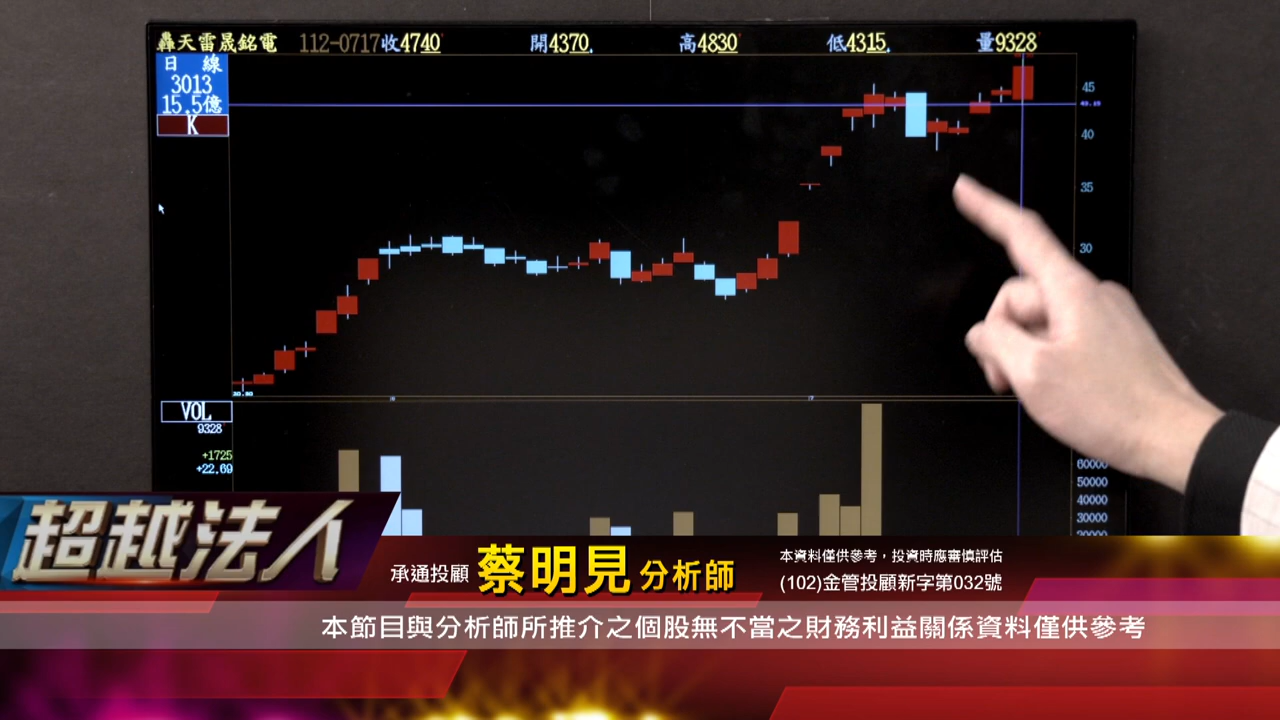 轟天雷晟銘電 112-0717收4740 開4370. 高4830 低4315. 量9328
日 線
3013
15.5億
K
45
40
35
30
30.90
VOL
9328
+1725
+22.69
60000
50000
40000
30000
20000
超越法人
承通投顧 蔡明見 分析師
本資料僅供參考，投資時應審慎評估
(102)金管投顧新字第032號
本節目與分析師所推介之個股無不當之財務利益關係資料僅供參考